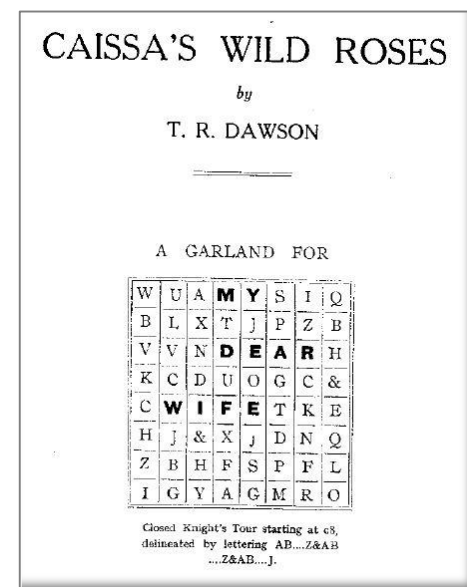 CAISSA'S WILD ROSES
by
T. R. DAWSON
A GARLAND FOR
W U A M Y S I Q
B L X T J P Z B
V V N D E A R H
K C D U O G C &
C W I F E T K E
H J & X J D N Q
Z B H F S P F L
I G Y A G M R O
Closed Knight's Tour starting at c8,
delineated by lettering AB....Z&AB
....Z&AB....J.